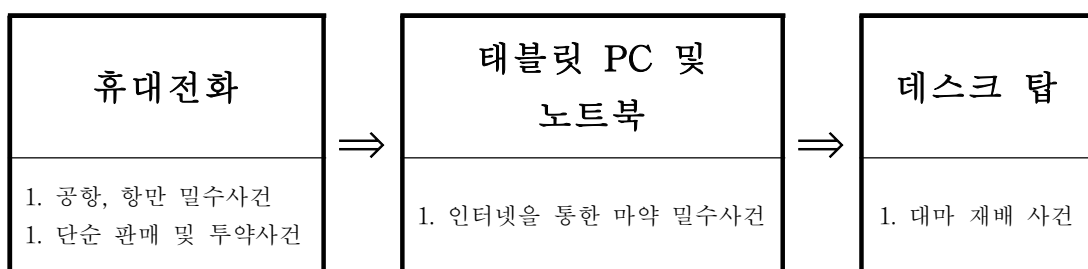 휴대전화
1. 공항, 항만 밀수사건
1. 단순 판매 및 투약사건
⇒
태블릿 PC 및
노트북
1. 인터넷을 통한 마약 밀수사건
⇒
데스크 탑
1. 대마 재배 사건